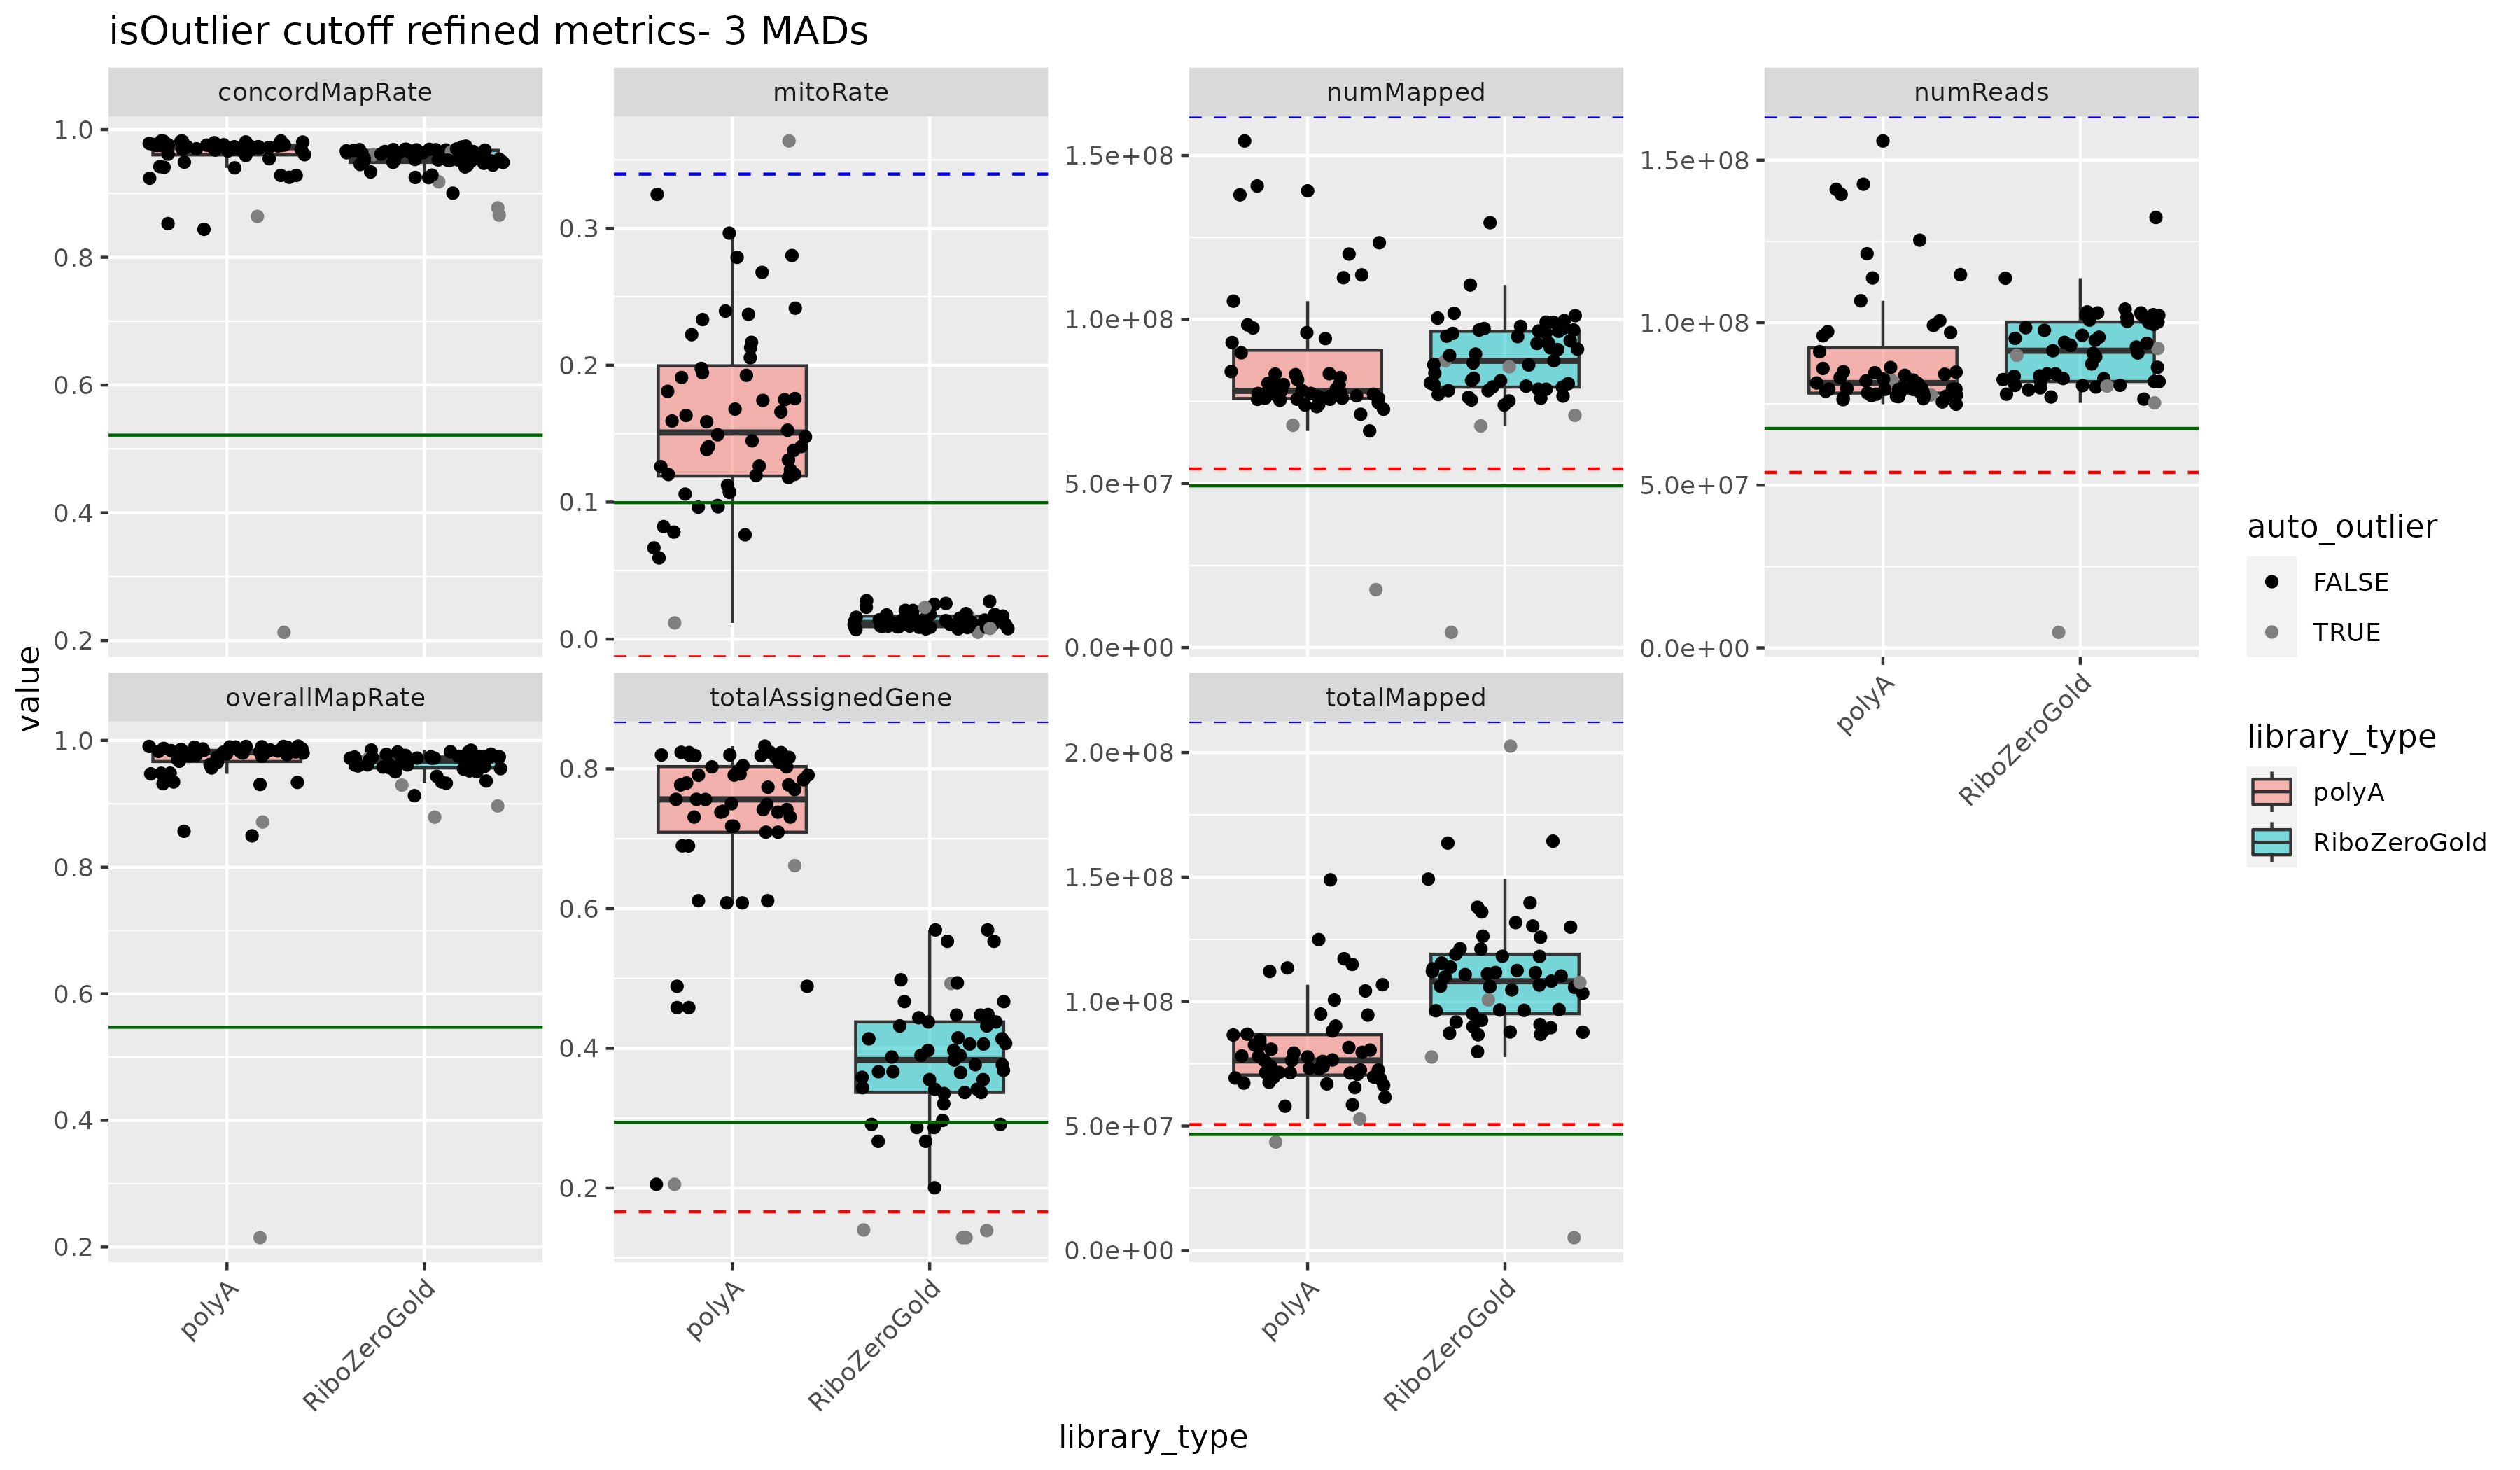 isOutlier cutoff refined metrics- 3 MADs
concordMapRate
mitoRate
numMapped
numReads
1.0
0.8
0.6
0.4
0.2
0.3
0.2
0.1
0.0
1.5e+08
1.0e+08
5.0e+07
0.0e+00
1.5e+08
1.0e+08
5.0e+07
0.0e+00
polyA
RiboZeroGold
overallMapRate
totalAssignedGene
totalMapped
1.0
0.8
0.6
0.4
0.2
0.8
0.6
0.4
0.2
2.0e+08
1.5e+08
1.0e+08
5.0e+07
0.0e+00
polyA
RiboZeroGold
polyA
RiboZeroGold
polyA
RiboZeroGold
value
library_type
auto_outlier
FALSE
TRUE
library_type
polyA
RiboZeroGold